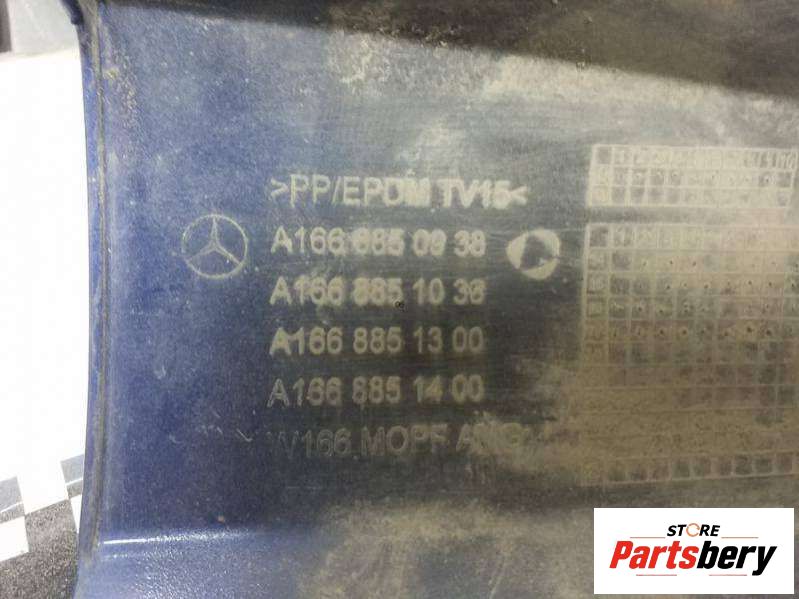 >PP/EPDM TV15<
A166 885 09 38
A166 885 10 38
A166 885 13 00
A166 885 14 00
W166 MOPF AMG
STORE
Partsbery